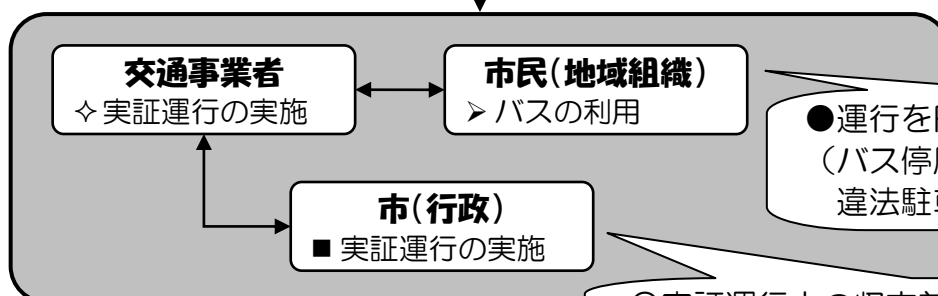 交通事業者
✧実証運行の実施
市民(地域組織)
➢バスの利用
●運行を
(バス停
違法駐
市(行政)
■ 実証運行の実施